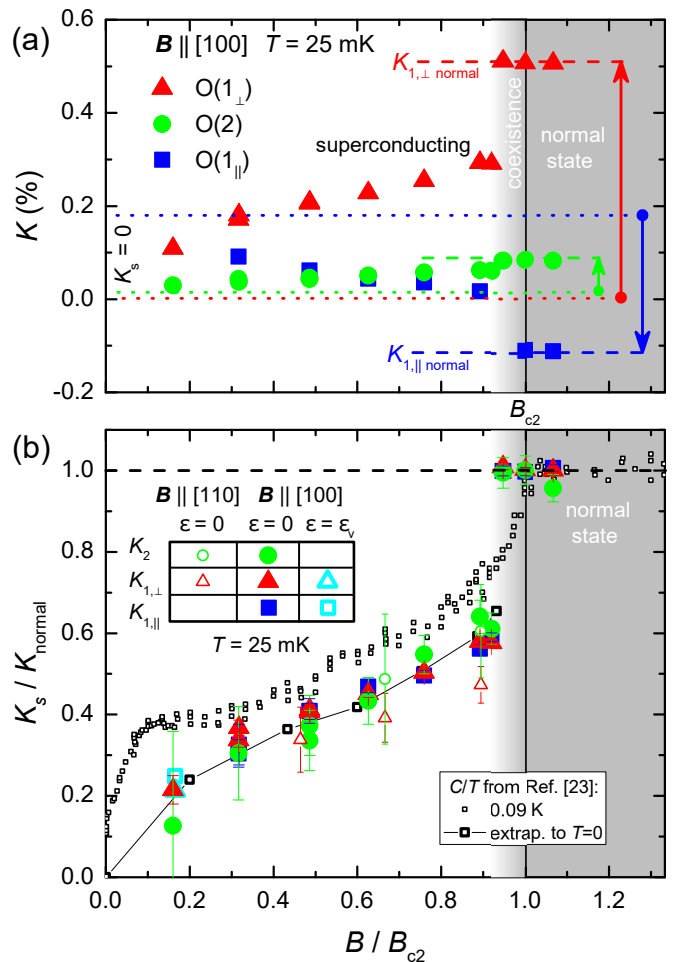 (a)
B || [100] T = 25 mK
K1,⊥ normal
O(1⊥)
O(2)
O(1||)
superconducting
coexistence
normal
state
Ks = 0
K1,|| normal
K (%)
0.6
0.4
0.2
0.0
-0.2
Bc2
(b)
B || [110] B || [100]
ε = 0 ε = 0 ε = εv
K2
K1,⊥
K1,||
T = 25 mK
normal
state
C/T from Ref. [23]:
0.09 K
extrap. to T=0
Ks / Knormal
1.0
0.8
0.6
0.4
0.2
0.0
0.0 0.2 0.4 0.6 0.8 1.0 1.2
B / Bc2